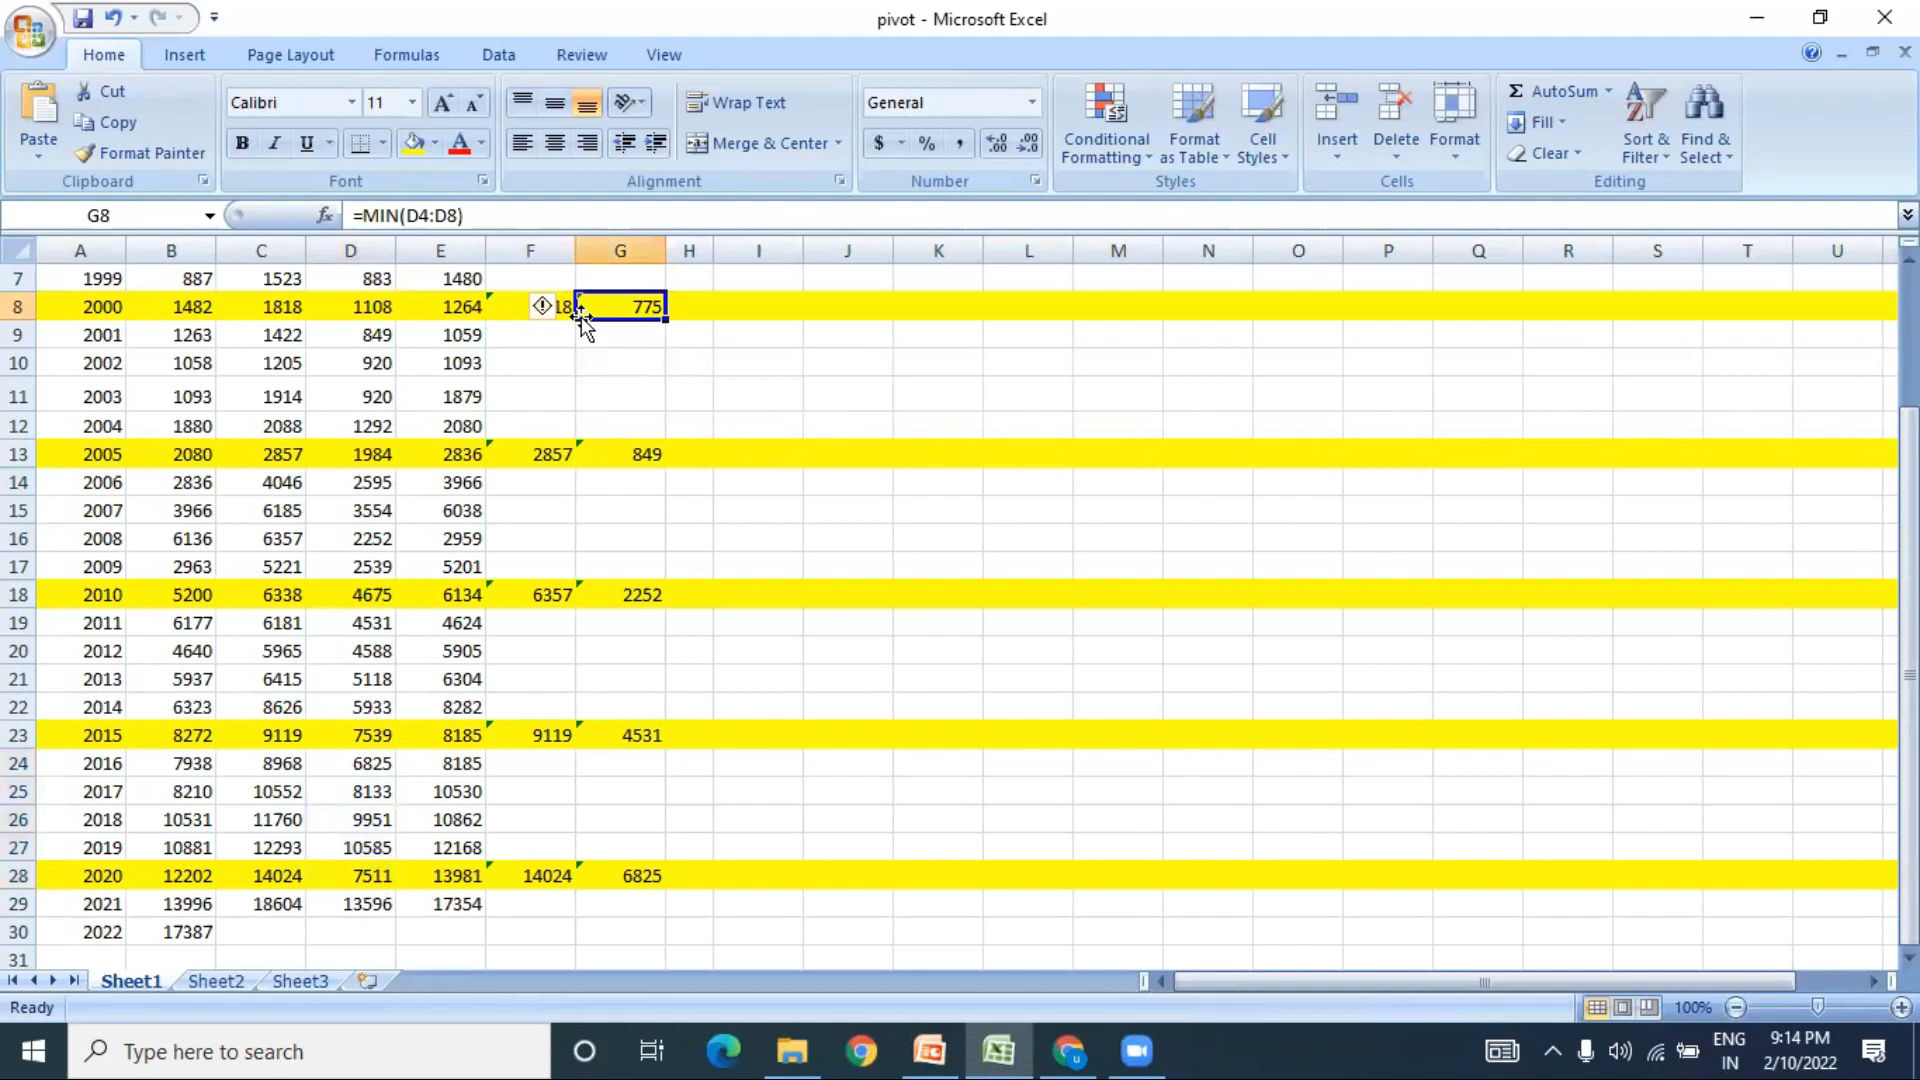 pivot - Microsoft Excel
Home Insert Page Layout Formulas Data Review View
Paste
Cut
Copy
Format Painter
Clipboard
Calibri 11
B I U
Font
Wrap Text
Merge & Center
Alignment
General
$ % ,
Number
Conditional Formatting
Format as Table
Cell Styles
Styles
Insert Delete Format
Cells
Σ AutoSum
Fill
Clear
Sort & Filter
Find & Select
Editing
G8 fx =MIN(D4:D8)
A B C D E F G H I J K L M N O P Q R S T U
7 1999 887 1523 883 1480
8 2000 1482 1818 1108 1264 18 775
9 2001 1263 1422 849 1059
10 2002 1058 1205 920 1093
11 2003 1093 1914 920 1879
12 2004 1880 2088 1292 2080
13 2005 2080 2857 1984 2836 2857 849
14 2006 2836 4046 2595 3966
15 2007 3966 6185 3554 6038
16 2008 6136 6357 2252 2959
17 2009 2963 5221 2539 5201
18 2010 5200 6338 4675 6134 6357 2252
19 2011 6177 6181 4531 4624
20 2012 4640 5965 4588 5905
21 2013 5937 6415 5118 6304
22 2014 6323 8626 5933 8282
23 2015 8272 9119 7539 8185 9119 4531
24 2016 7938 8968 6825 8185
25 2017 8210 10552 8133 10530
26 2018 10531 11760 9951 10862
27 2019 10881 12293 10585 12168
28 2020 12202 14024 7511 13981 14024 6825
29 2021 13996 18604 13596 17354
30 2022 17387
31
Sheet1 Sheet2 Sheet3
Ready 100%
Type here to search
ENG
IN
9:14 PM
2/10/2022